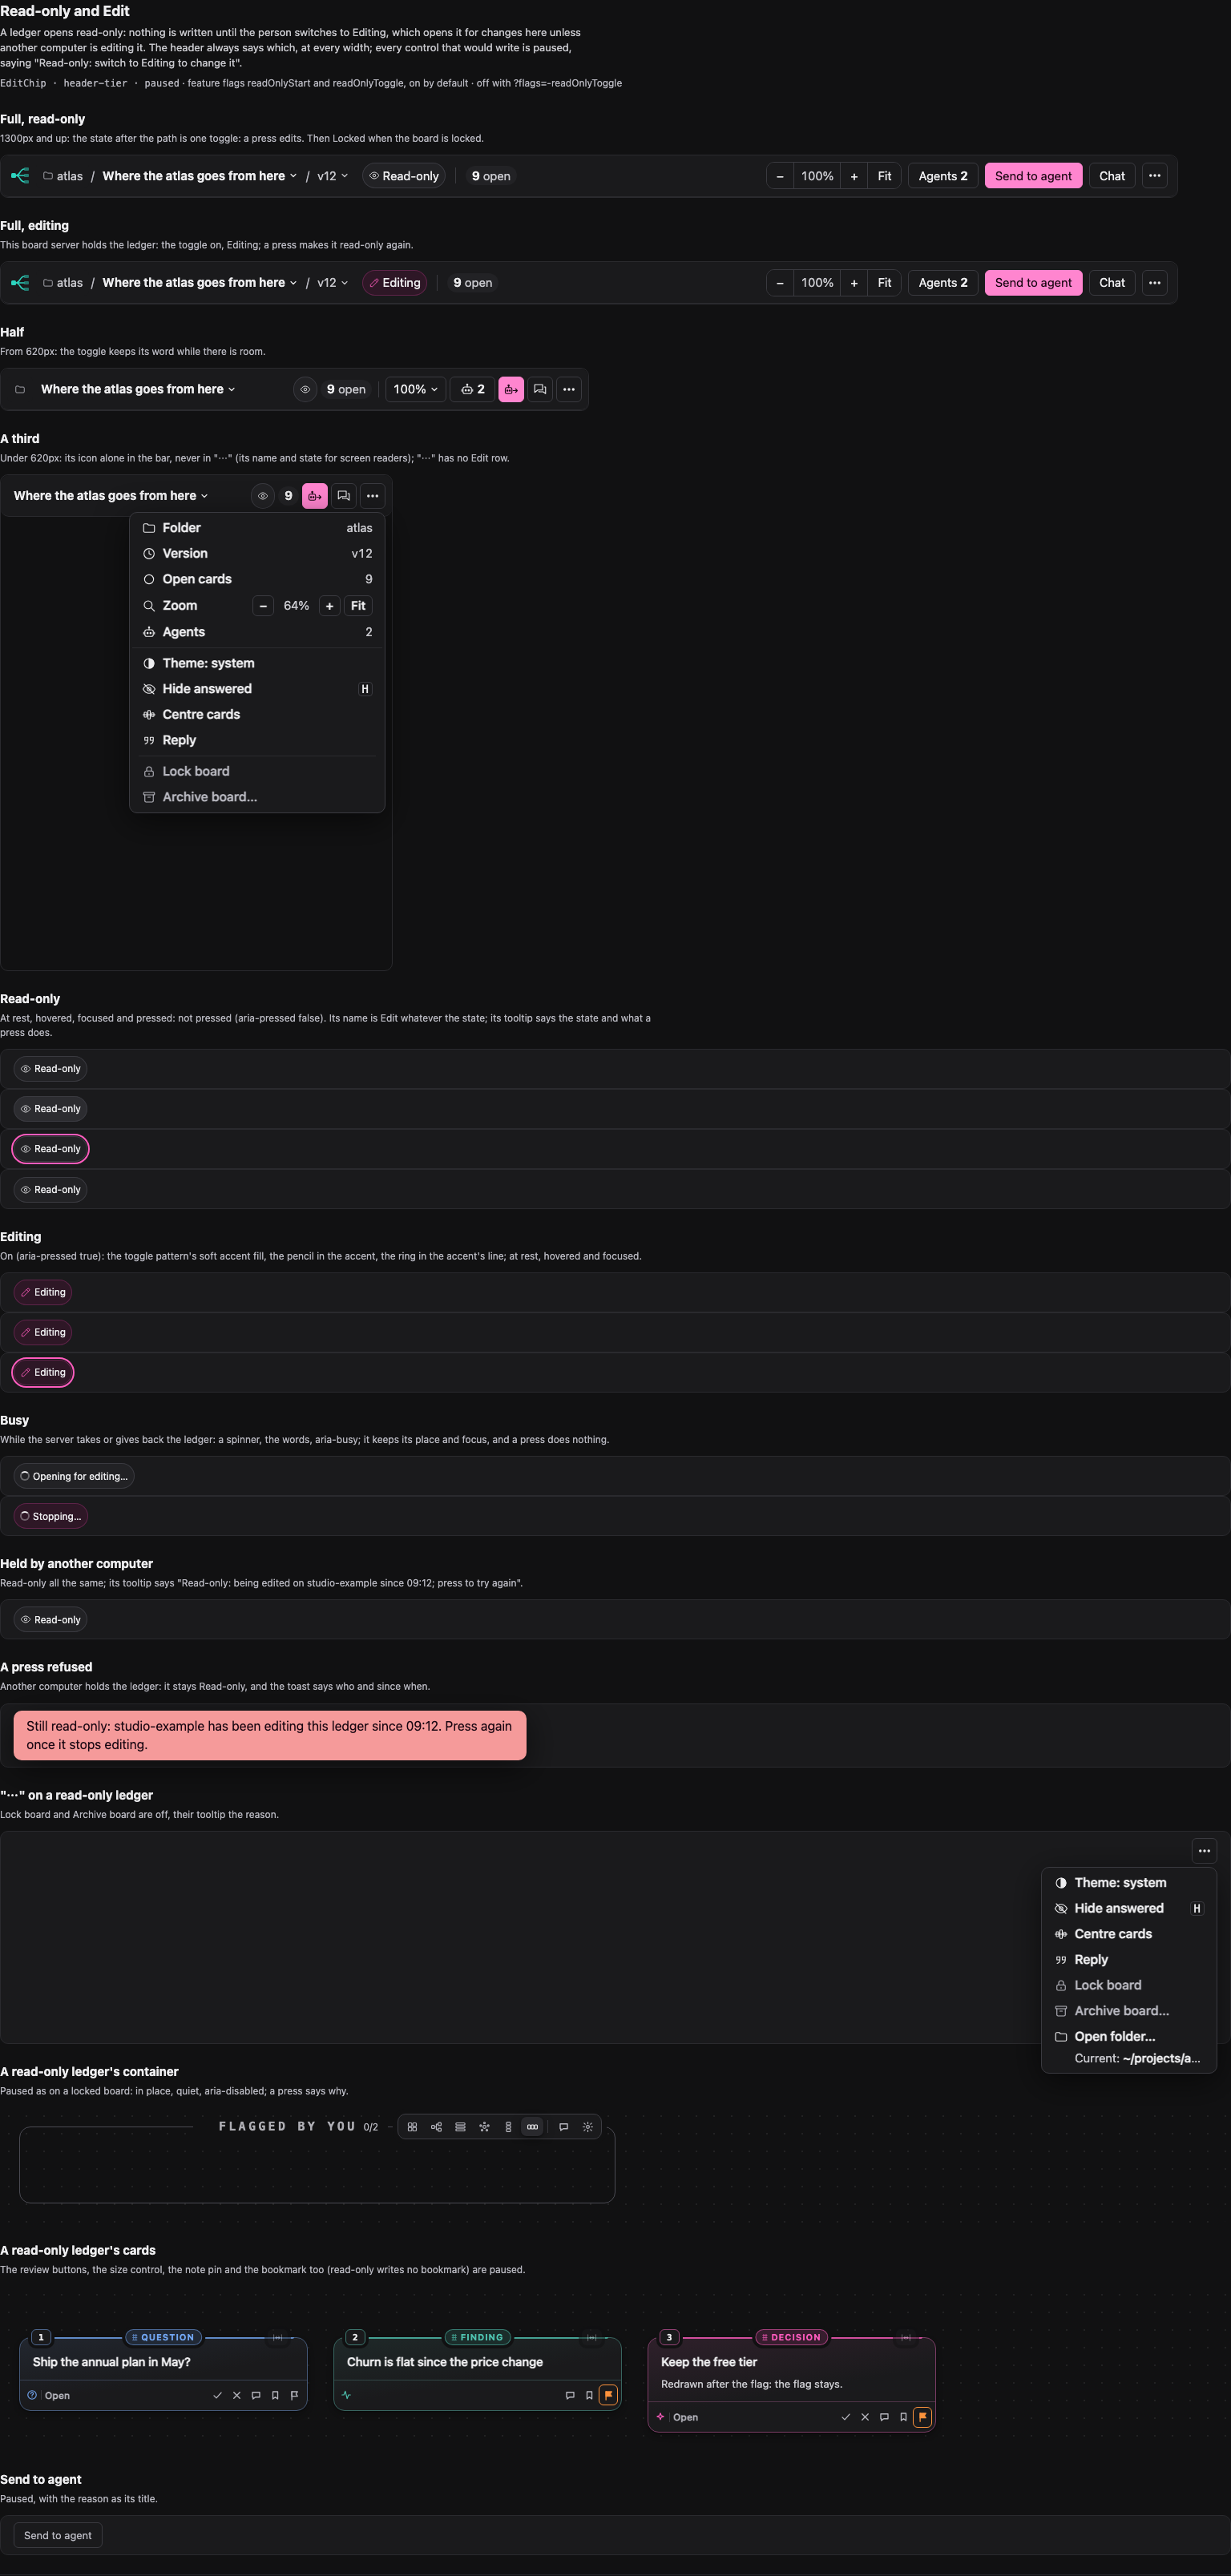 Read-only and Edit
A ledger opens read-only: nothing is written until the person switches to Editing, which opens it for changes here unless
another computer is editing it. The header always says which, at every width; every control that would write is paused,
saying "Read-only: switch to Editing to change it".
EditChip · header-tier · paused · feature flags readOnlyStart and readOnlyToggle, on by default · off with ?flags=-readOnlyToggle
Full, read-only
1300px and up: the state after the path is one toggle: a press edits. Then Locked when the board is locked.
atlas / Where the atlas goes from here / v12 Read-only 9 open − 100% + Fit Agents 2 Send to agent Chat ···
Full, editing
This board server holds the ledger: the toggle on, Editing; a press makes it read-only again.
atlas / Where the atlas goes from here / v12 Editing 9 open − 100% + Fit Agents 2 Send to agent Chat ···
Half
From 620px: the toggle keeps its word while there is room.
Where the atlas goes from here 9 open 100% 2 ···
A third
Under 620px: its icon alone in the bar, never in "···" (its name and state for screen readers); "···" has no Edit row.
Where the atlas goes from here 9 ···
Folder atlas
Version v12
Open cards 9
Zoom − 64% + Fit
Agents 2
Theme: system
Hide answered H
Centre cards
Reply
Lock board
Archive board...
Read-only
At rest, hovered, focused and pressed: not pressed (aria-pressed false). Its name is Edit whatever the state; its tooltip says the state and what a
press does.
Read-only
Read-only
Read-only
Read-only
Editing
On (aria-pressed true): the toggle pattern's soft accent fill, the pencil in the accent, the ring in the accent's line; at rest, hovered and focused.
Editing
Editing
Editing
Busy
While the server takes or gives back the ledger: a spinner, the words, aria-busy; it keeps its place and focus, and a press does nothing.
Opening for editing...
Stopping...
Held by another computer
Read-only all the same; its tooltip says "Read-only: being edited on studio-example since 09:12; press to try again".
Read-only
A press refused
Another computer holds the ledger: it stays Read-only, and the toast says who and since when.
Still read-only: studio-example has been editing this ledger since 09:12. Press again
once it stops editing.
"···" on a read-only ledger
Lock board and Archive board are off, their tooltip the reason.
···
Theme: system
Hide answered H
Centre cards
Reply
Lock board
Archive board...
Open folder...
Current: ~/projects/a...
A read-only ledger's container
Paused as on a locked board: in place, quiet, aria-disabled; a press says why.
FLAGGED BY YOU 0/2
A read-only ledger's cards
The review buttons, the size control, the note pin and the bookmark too (read-only writes no bookmark) are paused.
1 QUESTION
Ship the annual plan in May?
Open
2 FINDING
Churn is flat since the price change
3 DECISION
Keep the free tier
Redrawn after the flag: the flag stays.
Open
Send to agent
Paused, with the reason as its title.
Send to agent